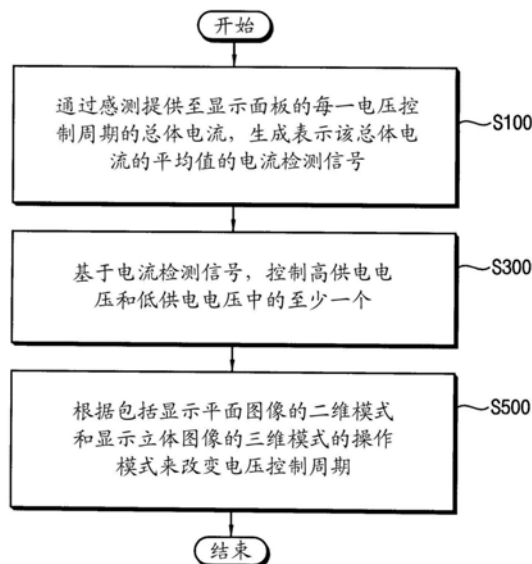 开始
通过感测提供至显示面板的每一电压控
制周期的总体电流，生成表示该总体电
流的平均值的电流检测信号
S100
基于电流检测信号，控制高供电电
压和低供电电压中的至少一个
S300
根据包括显示平面图像的二维模式
和显示立体图像的三维模式的操作
模式来改变电压控制周期
S500
结束